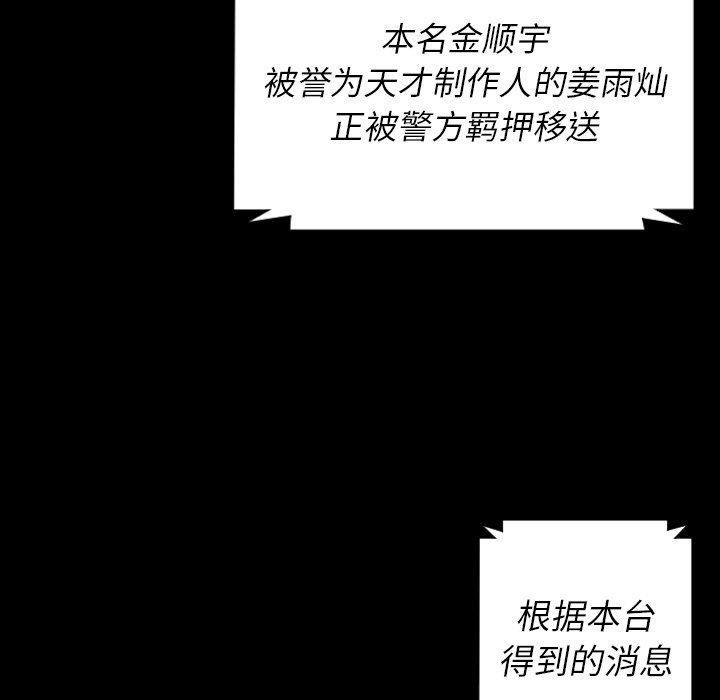 本名金顺宇
被誉为天才制作人的姜雨灿
正被警方羁押移送
根据本台
得到的消息